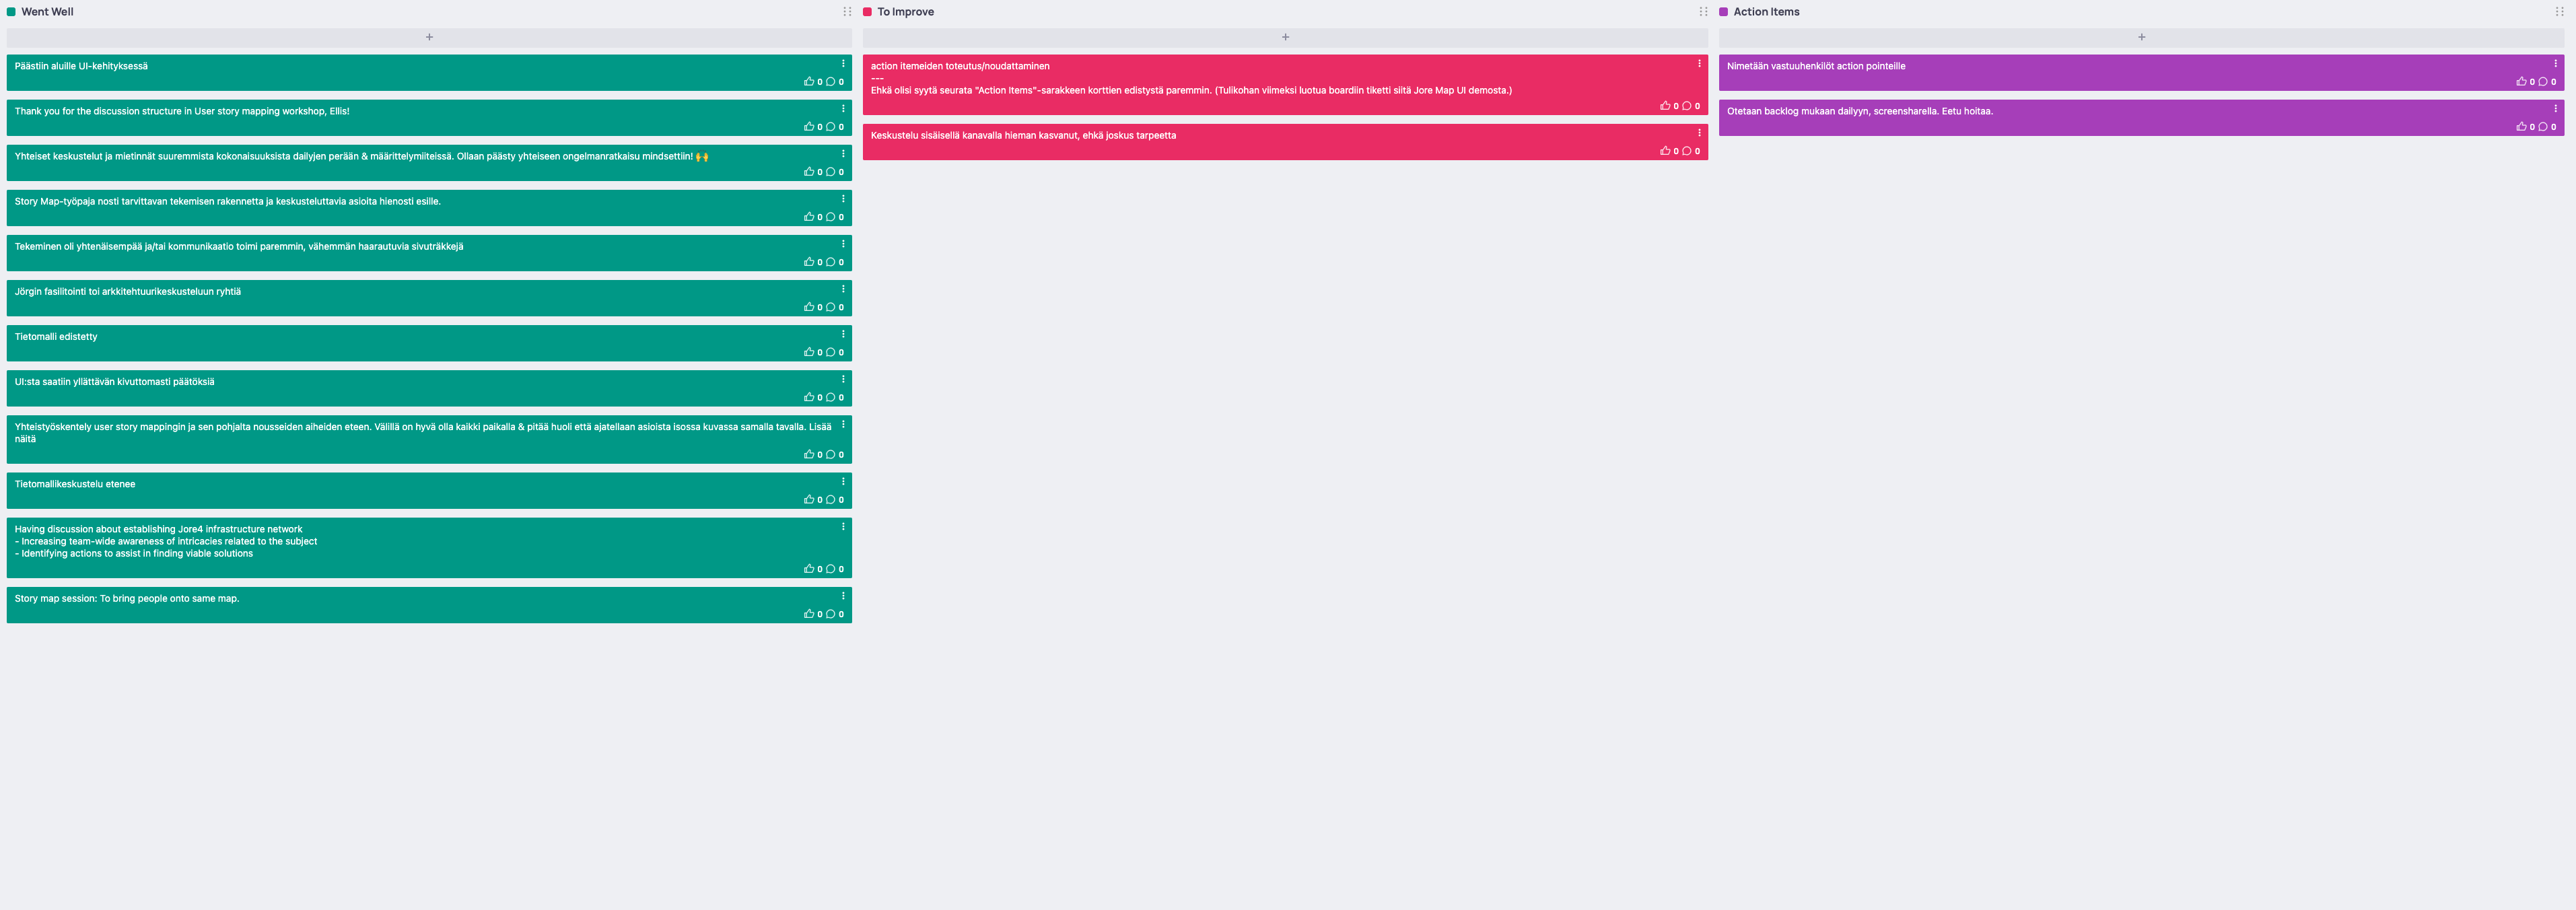 Went Well
+
Päästiin aluille UI-kehityksessä
0 0
Thank you for the discussion structure in User story mapping workshop, Ellis!
0 0
Yhteiset keskustelut ja mietinnät suuremmista kokonaisuuksista dailyjen perään & määrittelymiiteissä. Ollaan päästy yhteiseen ongelmanratkaisu mindsettiin! 🙌
0 0
Story Map-työpaja nosti tarvittavan tekemisen rakennetta ja keskusteluttavia asioita hienosti esille.
0 0
Tekeminen oli yhtenäisempää ja/tai kommunikaatio toimi paremmin, vähemmän haarautuvia sivuträkkejä
0 0
Jörgin fasilitointi toi arkkitehtuurikeskusteluun ryhtiä
0 0
Tietomalli edistetty
0 0
UI:sta saatiin yllättävän kivuttomasti päätöksiä
0 0
Yhteistyöskentely user story mappingin ja sen pohjalta nousseiden aiheiden eteen. Välillä on hyvä olla kaikki paikalla & pitää huoli että ajatellaan asioista isossa kuvassa samalla tavalla. Lisää
näitä
0 0
Tietomallikeskustelu etenee
0 0
Having discussion about establishing Jore4 infrastructure network
- Increasing team-wide awareness of intricacies related to the subject
- Identifying actions to assist in finding viable solutions
0 0
Story map session: To bring people onto same map.
0 0
To Improve
+
action itemeiden toteutus/noudattaminen
---
Ehkä olisi syytä seurata "Action Items"-sarakkeen korttien edistystä paremmin. (Tulikohan viimeksi luotua boardiin tiketti siitä Jore Map UI demosta.)
0 0
Keskustelu sisäisellä kanavalla hieman kasvanut, ehkä joskus tarpeetta
0 0
Action Items
+
Nimetään vastuuhenkilöt action pointeille
0 0
Otetaan backlog mukaan dailyyn, screensharella. Eetu hoitaa.
0 0